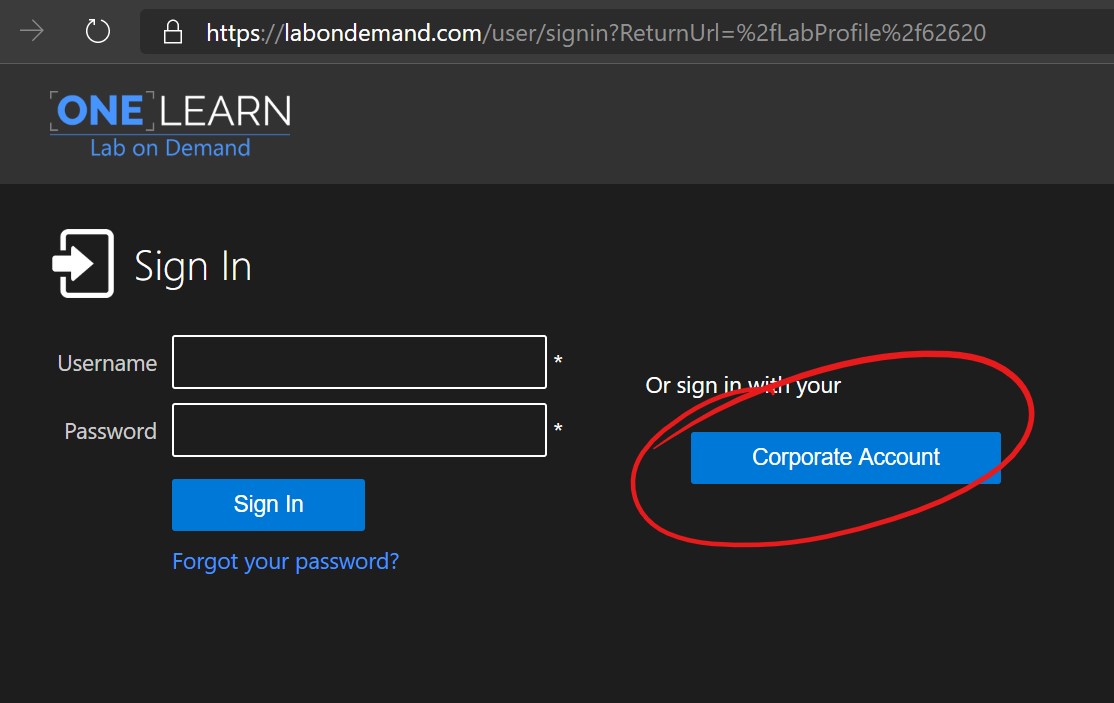 https://labondemand.com/user/signin?ReturnUrl=%2fLabProfile%2f62620
[ONE]LEARN
Lab on Demand
Sign In
Username
*
Password
*
Sign In
Forgot your password?
Or sign in with your
Corporate Account